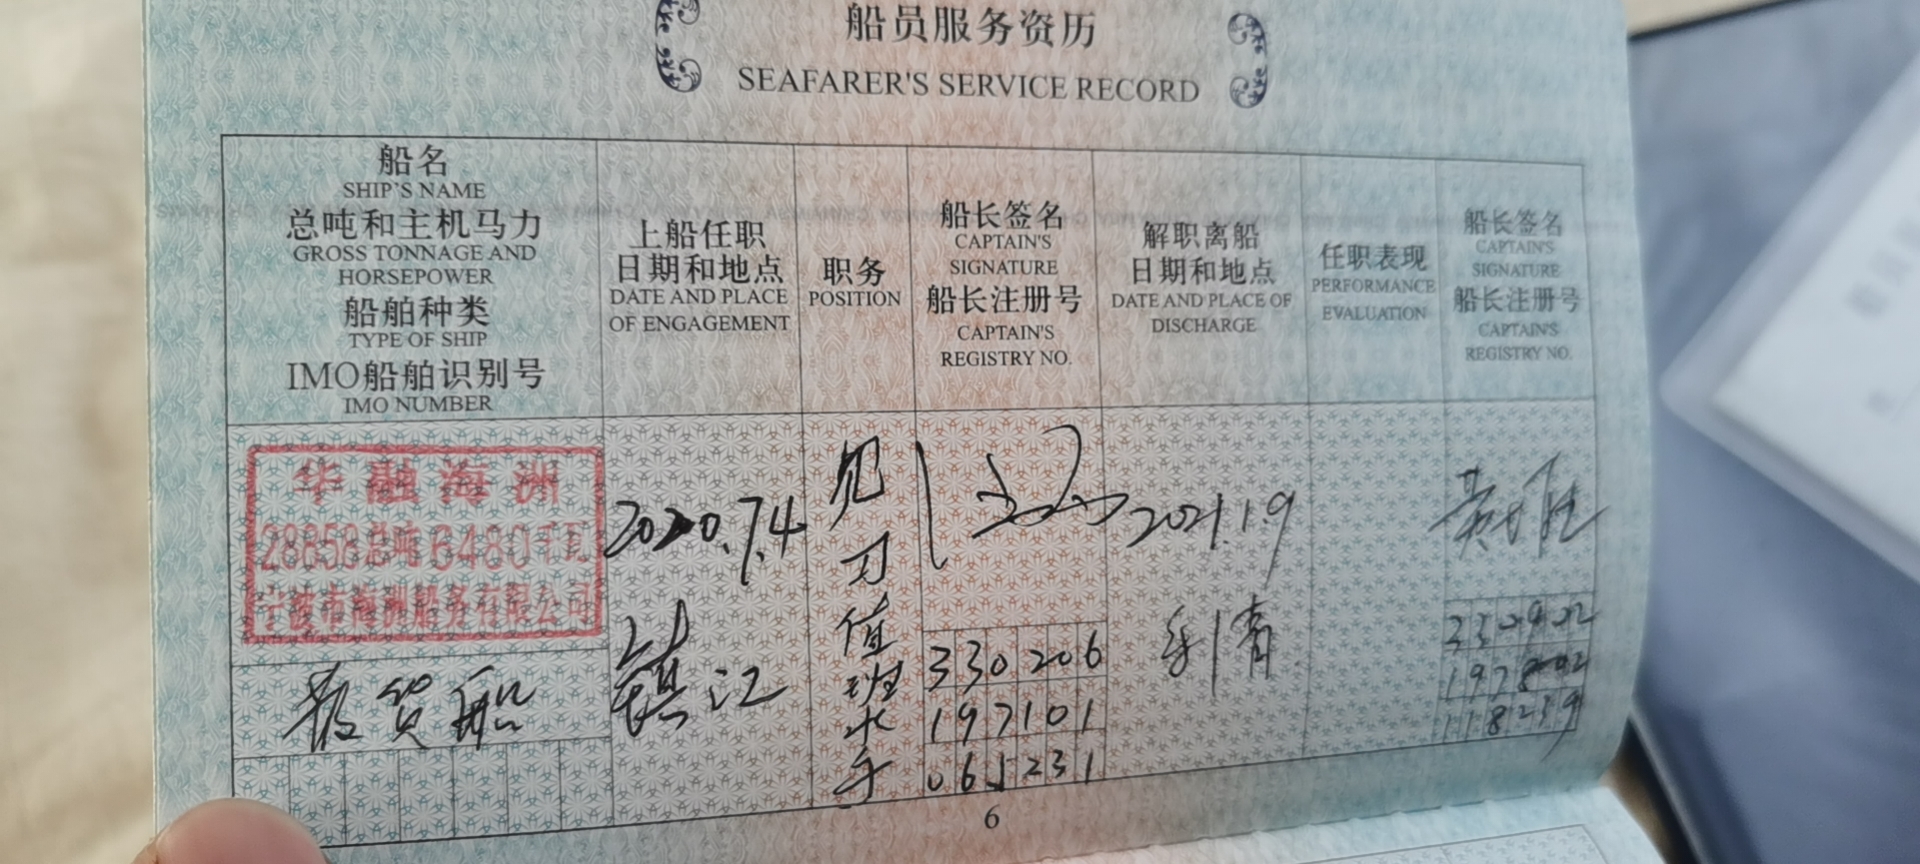 船员服务资历
SEAFARER'S SERVICE RECORD
船名
SHIP'S NAME
总吨和主机马力
GROSS TONNAGE AND
HORSEPOWER
船舶种类
TYPE OF SHIP
IMO船舶识别号
IMO NUMBER
上船任职
日期和地点
DATE AND PLACE
OF ENGAGEMENT
职务
POSITION
船长签名
CAPTAIN'S
SIGNATURE
船长注册号
CAPTAIN'S
REGISTRY NO.
解职离船
日期和地点
DATE AND PLACE OF
DISCHARGE
任职表现
PERFORMANCE
EVALUATION
船长签名
CAPTAIN'S
SIGNATURE
船长注册号
CAPTAIN'S
REGISTRY NO.
华融海洲
28858总吨6480千瓦
宁波市海洲船务有限公司
散货船
2020.7.4
镇江
见习
值班
水
手
330206
197101
065231
2021.1.9
6